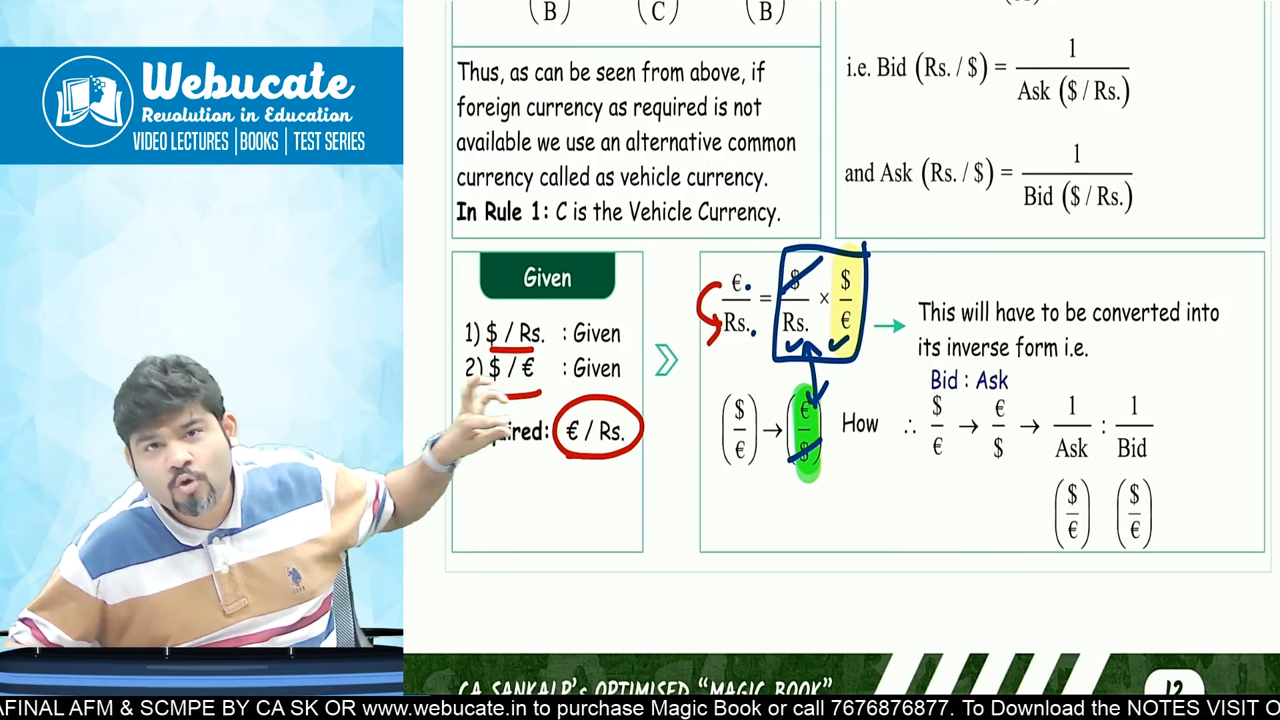 Webucate
Revolution in Education
VIDEO LECTURES | BOOKS | TEST SERIES
(B) (C) (B)
Thus, as can be seen from above, if
foreign currency as required is not
available we use an alternative common
currency called as vehicle currency.
In Rule 1: C is the Vehicle Currency.
i.e. Bid (Rs. / $) = 1 / Ask ($ / Rs.)
and Ask (Rs. / $) = 1 / Bid ($ / Rs.)
Given
1) $ / Rs. : Given
2) $ / € : Given
€ / Rs.
€ / Rs. = $ / Rs. × $ / €
($ / €) → (€ / $) How
This will have to be converted into
its inverse form i.e.
Bid : Ask
∴ $ / € → € / $ → 1 / Ask : 1 / Bid
($ / €) ($ / €)
CA SANKALP's OPTIMISED "MAGIC BOOK"
12
AFINAL AFM & SCMPE BY CA SK OR www.webucate.in to purchase Magic Book or call 7676876877. To Download the NOTES VISIT